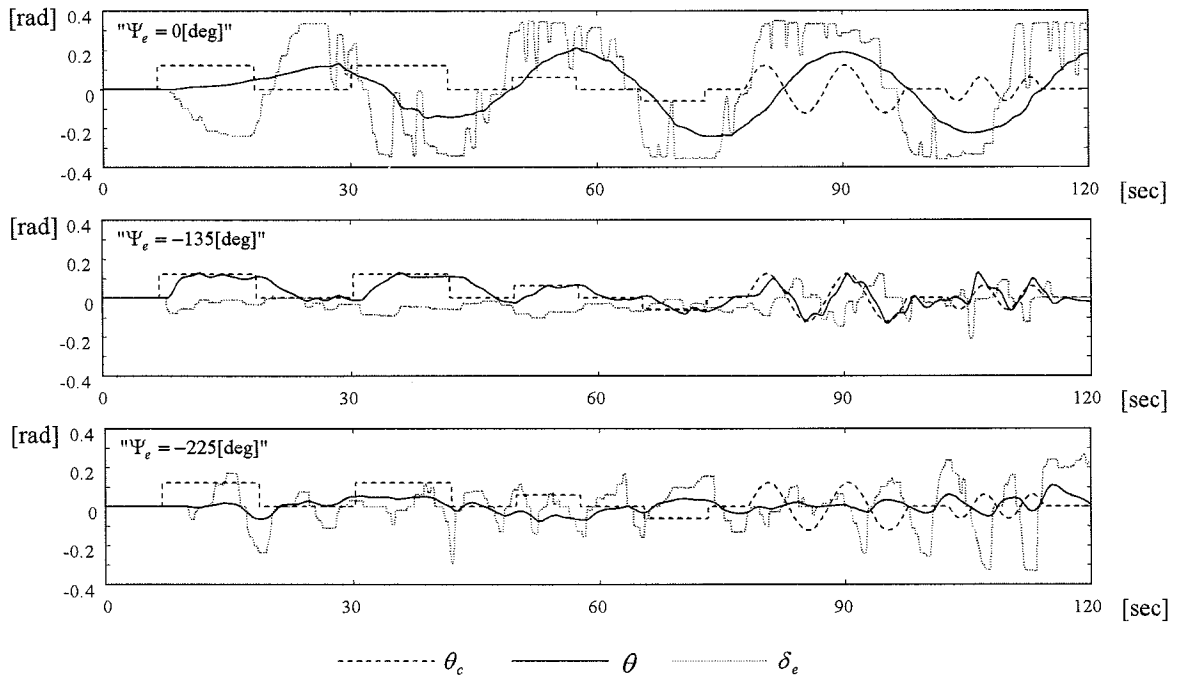 [rad]
0.4
"Ψₑ = 0[deg]"
0.2
0
-0.2
-0.4
0 30 60 90 120 [sec]
[rad]
0.4
"Ψₑ = −135[deg]"
0.2
0
-0.2
-0.4
0 30 60 90 120 [sec]
[rad]
0.4
"Ψₑ = −225[deg]"
0.2
0
-0.2
-0.4
0 30 60 90 120 [sec]
θ_c θ δₑ